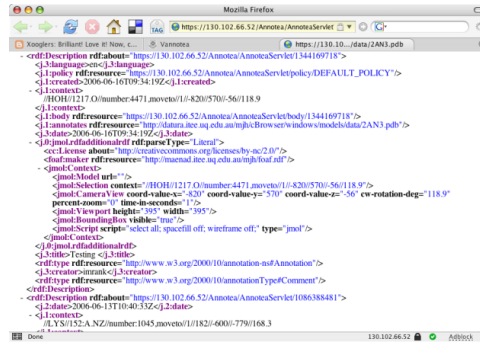 Mozilla Firefox
TAG https://130.102.66.52/Annotea/AnnoteaServlet G
Xooglers: Brilliant! Love it! Now, c... Vannotea https://130.10.../data/2AN3.pdb
- <rdf:Description rdf:about="https://130.102.66.52/Annotea/AnnoteaServlet/1344169718">
<j.3:language>en</j.3:language>
<j.1:policy rdf:resource="https://130.102.66.52/Annotea/AnnoteaServlet/policy/DEFAULT_POLICY"/>
<j.1:created>2006-06-16T09:34:19Z</j.1:created>
- <j.1:context>
//HOH//1217.O//number:4471,moveto//1//-820//570//-56//118.9
</j.1:context>
<j.1:body rdf:resource="https://130.102.66.52/Annotea/AnnoteaServlet/body/1344169718"/>
<j.1:annotates rdf:resource="http://datura.itee.uq.edu.au/mjh/cBrowser/windows/models/data/2AN3.pdb"/>
<j.3:date>2006-06-16T09:34:19Z</j.3:date>
- <j.0:jmol.rdfadditionalrdf rdf:parseType="Literal">
<cc:License about="http://creativecommons.org/licenses/by-nc/2.0/"/>
<foaf:maker rdf:resource="http://maenad.itee.uq.edu.au/mjh/foaf.rdf"/>
- <jmol:Context>
<jmol:Model url=""/>
<jmol:Selection context="//HOH//1217.O//number:4471,moveto//1//-820//570//-56//118.9"/>
<jmol:CameraView coord-value-x="-820" coord-value-y="570" coord-value-z="-56" cw-rotation-deg="118.9"
percent-zoom="0" time-in-seconds="1"/>
<jmol:Viewport height="395" width="395"/>
<jmol:BoundingBox visible="true"/>
<jmol:Script script="select all; spacefill off; wireframe off;" type="jmol"/>
</jmol:Context>
</j.0:jmol.rdfadditionalrdf>
<j.3:title>Testing </j.3:title>
<rdf:type rdf:resource="http://www.w3.org/2000/10/annotation-ns#Annotation"/>
<j.3:creator>imrank</j.3:creator>
<rdf:type rdf:resource="http://www.w3.org/2000/10/annotationType#Comment"/>
</rdf:Description>
- <rdf:Description rdf:about="https://130.102.66.52/Annotea/AnnoteaServlet/1086388481">
<j.2:date>2006-06-13T10:40:33Z</j.2:date>
- <j.1:context>
//LYS//152:A.NZ//number:1045,moveto//1//182//-600//-779//168.3
</j.1:context>
Done 130.102.66.52 Adblock